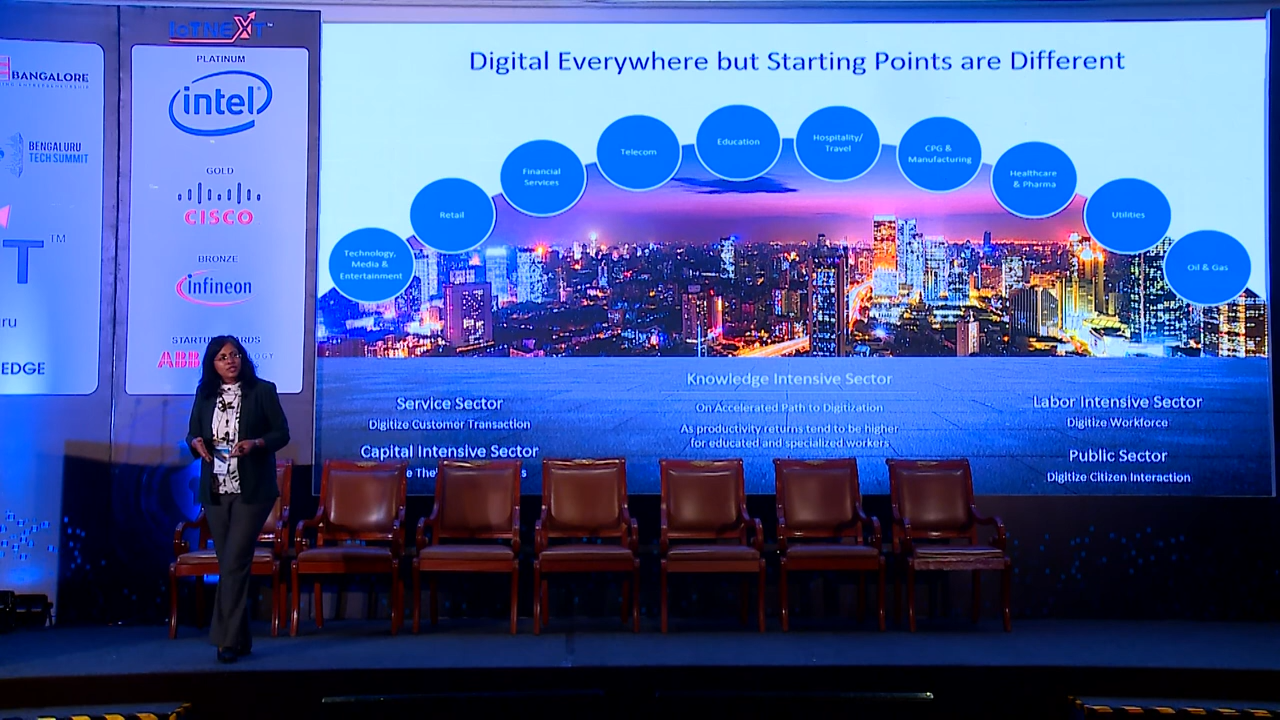 BANGALORE
BENGALURU
TECH SUMMIT
T TM
EDGE
IoTNEXT™
PLATINUM
intel
GOLD
CISCO
BRONZE
infineon
Digital Everywhere but Starting Points are Different
Technology,
Media &
Entertainment
Retail
Financial
Services
Telecom
Education
Hospitality/
Travel
CPG &
Manufacturing
Healthcare
& Pharma
Utilities
Oil & Gas
Service Sector
Digitize Customer Transaction
Capital Intensive Sector
Knowledge Intensive Sector
On Accelerated Path to Digitization
As productivity returns tend to be higher
for educated and specialized workers
Labor Intensive Sector
Digitize Workforce
Public Sector
Digitize Citizen Interaction